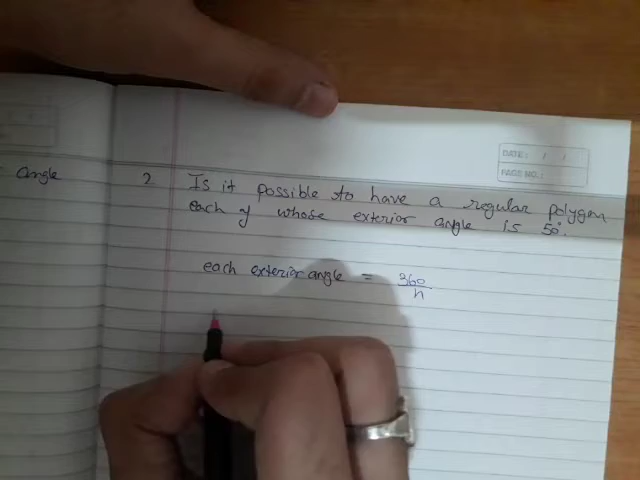 DATE: / /
PAGE NO.:
angle
2 Is it possible to have a regular polygon
each of whose exterior angle is 50°.
each exterior angle = 360
n